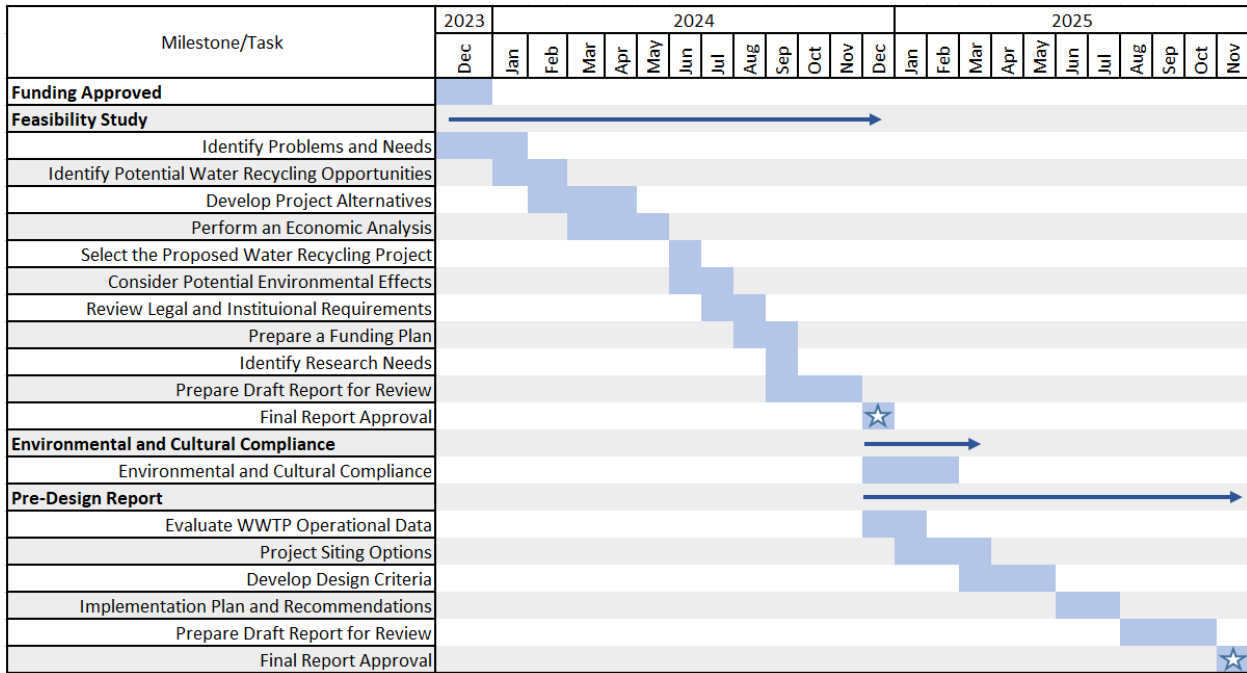 Milestone/Task
2023 2024 2025
Dec Jan Feb Mar Apr May Jun Jul Aug Sep Oct Nov Dec Jan Feb Mar Apr May Jun Jul Aug Sep Oct Nov
Funding Approved
Feasibility Study
Identify Problems and Needs
Identify Potential Water Recycling Opportunities
Develop Project Alternatives
Perform an Economic Analysis
Select the Proposed Water Recycling Project
Consider Potential Environmental Effects
Review Legal and Instituional Requirements
Prepare a Funding Plan
Identify Research Needs
Prepare Draft Report for Review
Final Report Approval
Environmental and Cultural Compliance
Environmental and Cultural Compliance
Pre-Design Report
Evaluate WWTP Operational Data
Project Siting Options
Develop Design Criteria
Implementation Plan and Recommendations
Prepare Draft Report for Review
Final Report Approval